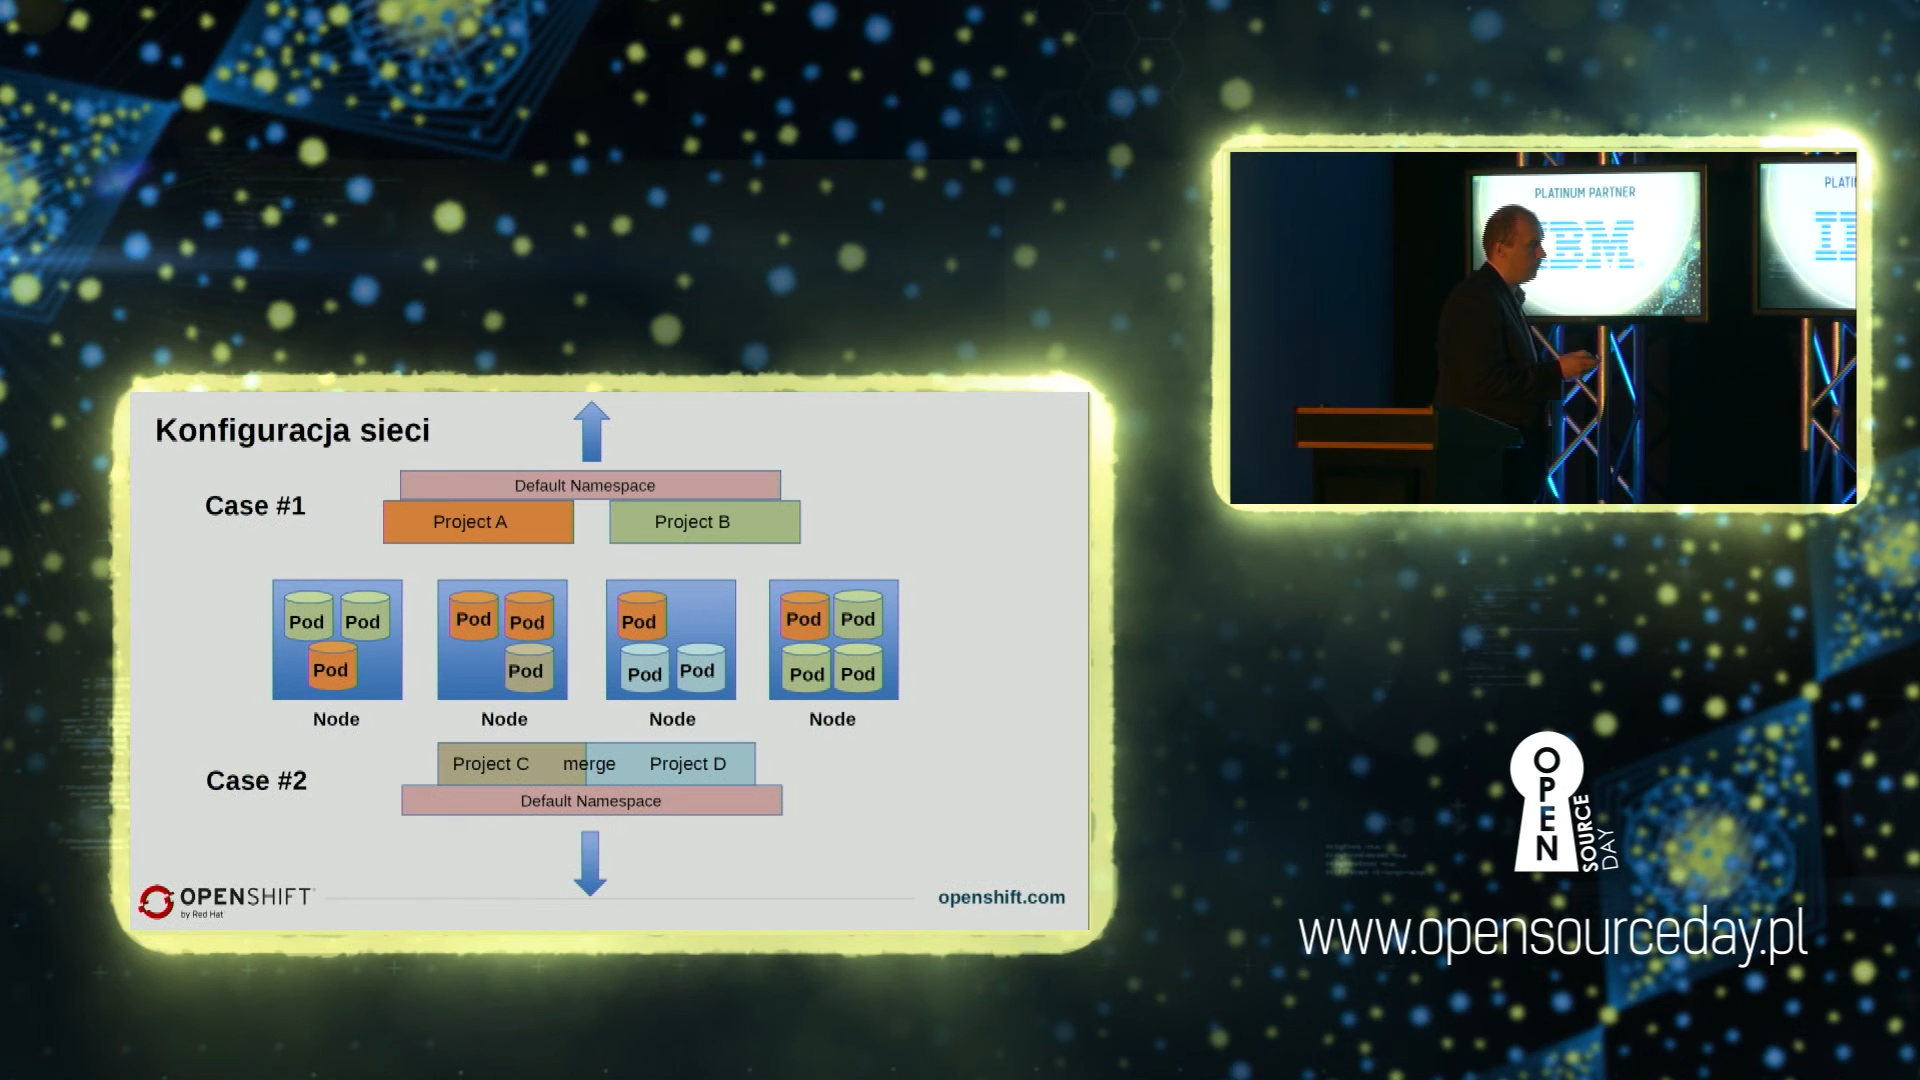 Konfiguracja sieci
Case #1
Default Namespace
Project A
Project B
Pod Pod
Pod
Pod Pod
Pod
Pod
Pod Pod
Pod Pod
Pod Pod
Node
Node
Node
Node
Project C merge Project D
Case #2
Default Namespace
OPENSHIFT
by Red Hat
openshift.com
PLATINUM PARTNER
IBM
PLATI
OPEN
SOURCE
DAY
www.opensourceday.pl